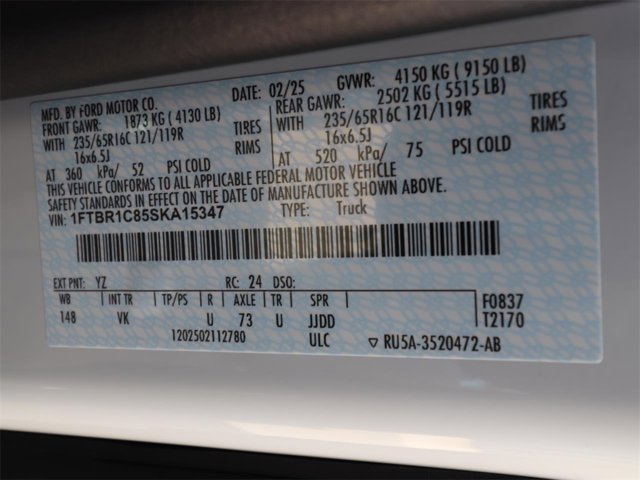 MFD. BY FORD MOTOR CO. DATE: 02/25 GVWR: 4150 KG ( 9150 LB)
FRONT GAWR: 1873 KG ( 4130 LB) REAR GAWR: 2502 KG ( 5515 LB)
WITH 235/65R16C 121/119R TIRES WITH 235/65R16C 121/119R TIRES
16x6.5J RIMS 16x6.5J RIMS
AT 360 kPa/ 52 PSI COLD AT 520 kPa/ 75 PSI COLD
THIS VEHICLE CONFORMS TO ALL APPLICABLE FEDERAL MOTOR VEHICLE
SAFETY STANDARDS IN EFFECT ON THE DATE OF MANUFACTURE SHOWN ABOVE.
VIN: 1FTBR1C85SKA15347 TYPE: Truck
EXT PNT: YZ RC: 24 DSO:
WB INT TR TP/PS R AXLE TR SPR F0837
148 VK U 73 U JJDD T2170
1202502112780 ULC ▽ RU5A-3520472-AB